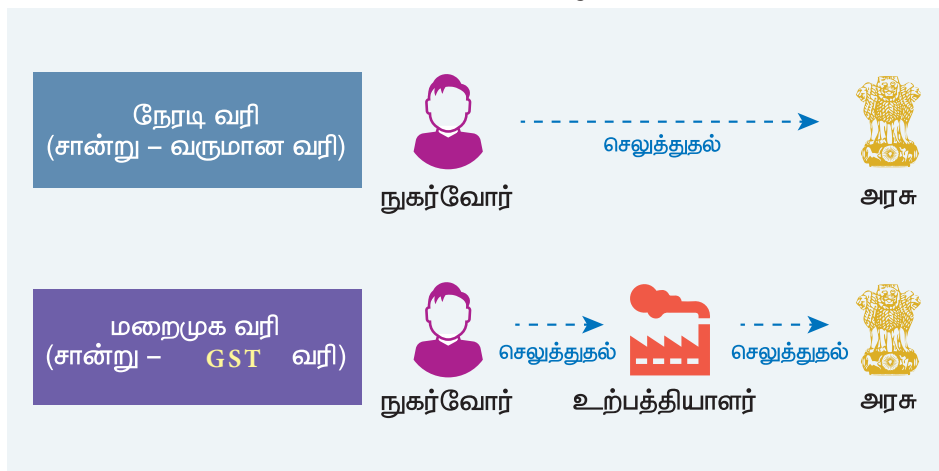 நேரடி வரி
(சான்று – வருமான வரி)
செலுத்துதல்
நுகர்வோர்
அரசு
மறைமுக வரி
(சான்று – GST வரி)
செலுத்துதல்
செலுத்துதல்
நுகர்வோர்
உற்பத்தியாளர்
அரசு